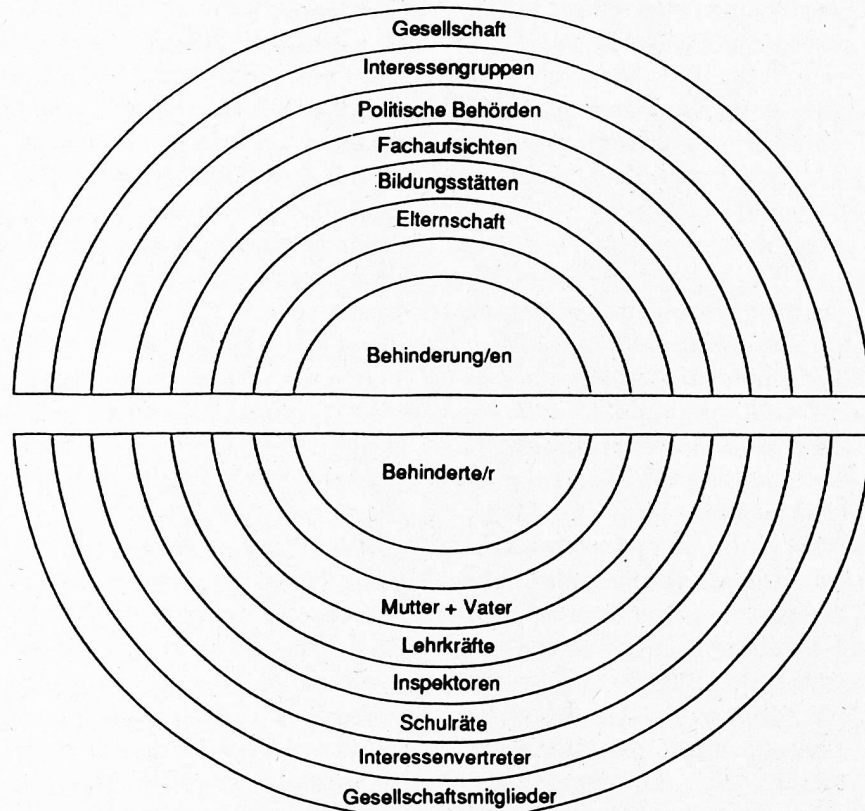 Gesellschaft
Interessengruppen
Politische Behörden
Fachaufsichten
Bildungsstätten
Elternschaft
Behinderung/en
Behinderte/r
Mutter + Vater
Lehrkräfte
Inspektoren
Schulräte
Interessenvertreter
Gesellschaftsmitglieder